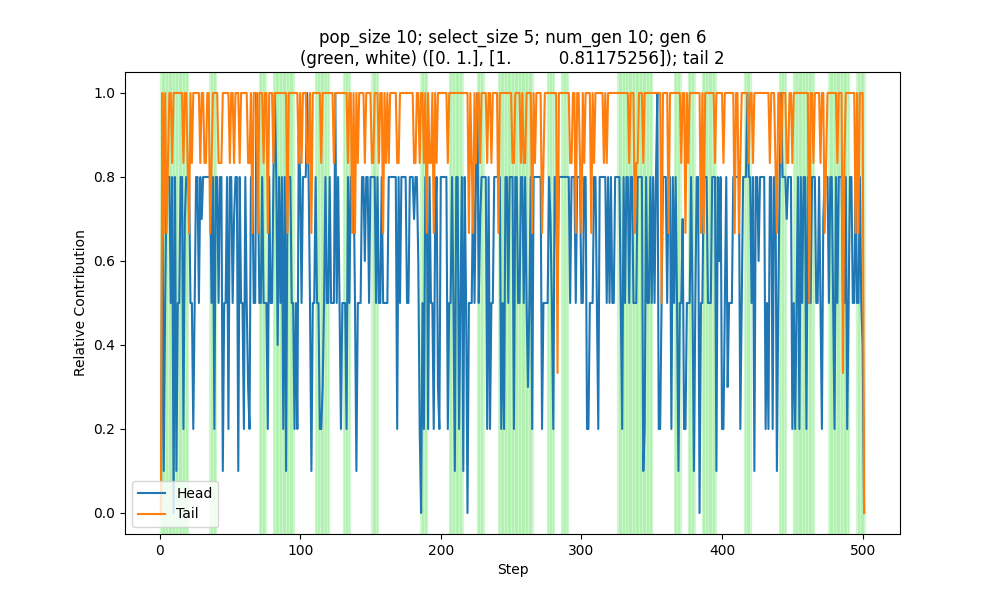 pop_size 10; select_size 5; num_gen 10; gen 6
(green, white) ([0. 1.], [1.         0.81175256]); tail 2
Relative Contribution
1.0
0.8
0.6
0.4
0.2
0.0
Head
Tail
0
100
200
300
400
500
Step